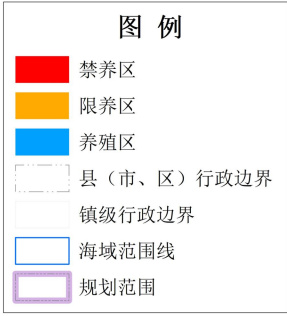 图 例
禁养区
限养区
养殖区
县（市、区）行政边界
镇级行政边界
海域范围线
规划范围